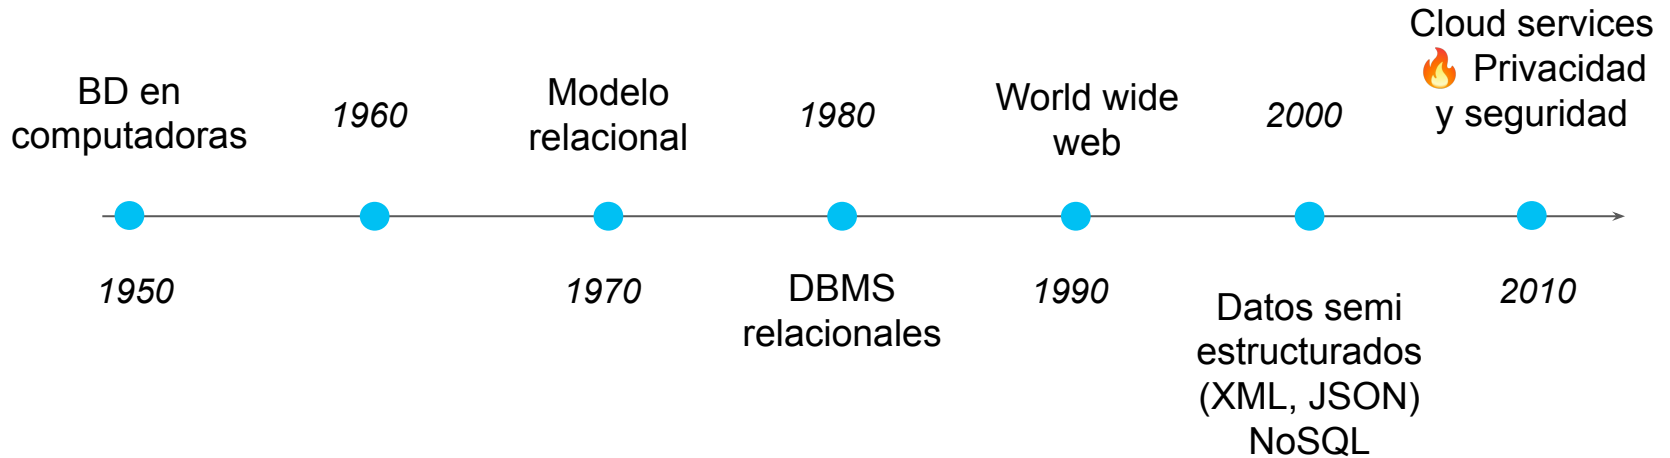 BD en
computadoras
1950
1960
Modelo
relacional
1970
1980
DBMS
relacionales
World wide
web
1990
2000
Datos semi
estructurados
(XML, JSON)
NoSQL
Cloud services
🔥 Privacidad
y seguridad
2010